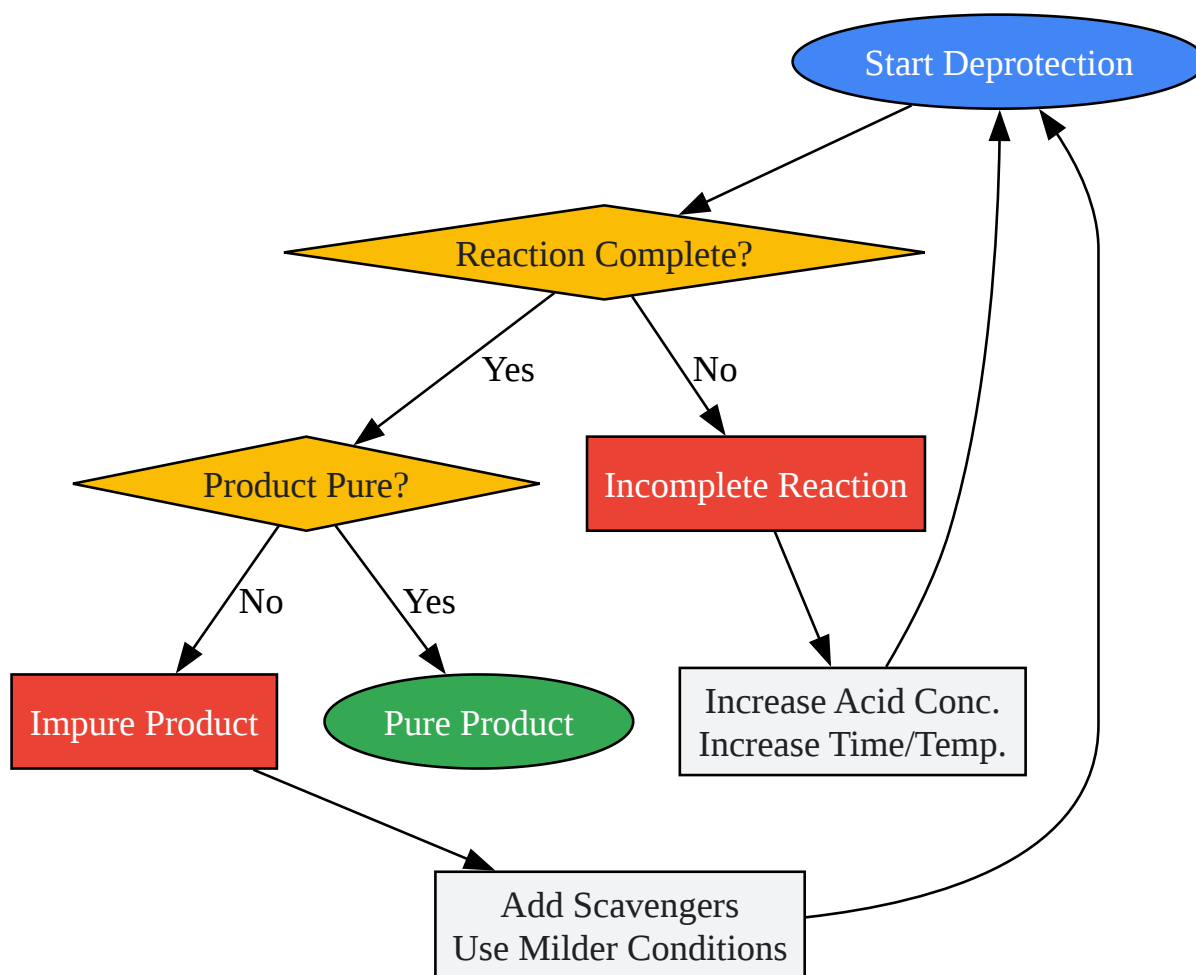 Start Deprotection
Reaction Complete?
Yes
No
Product Pure?
Incomplete Reaction
No
Yes
Impure Product
Pure Product
Increase Acid Conc.
Increase Time/Temp.
Add Scavengers
Use Milder Conditions